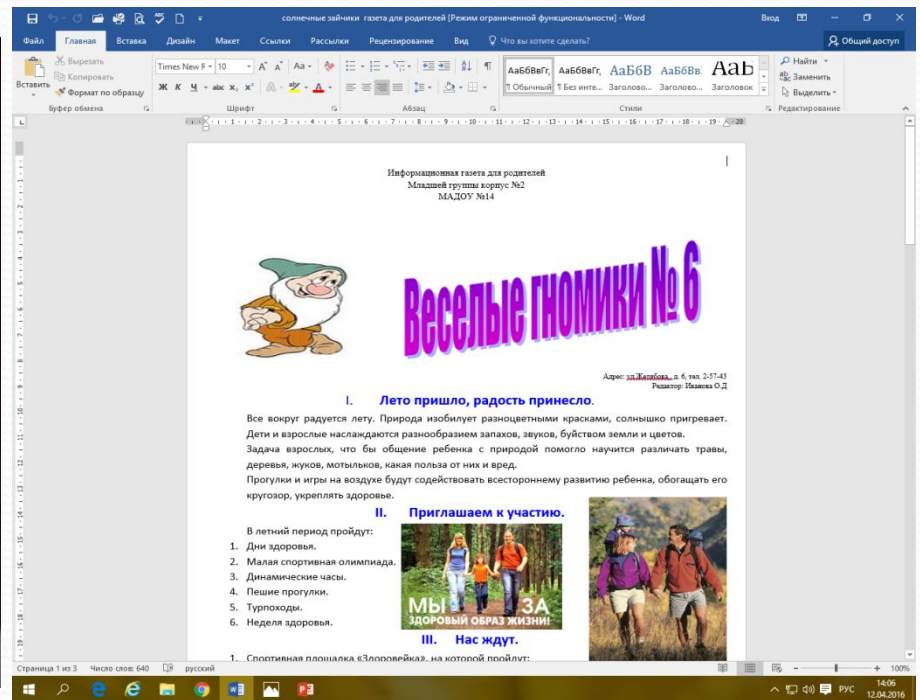 солнечные зайчики газета для родителей [Режим ограниченной функциональности] - Word
Вход
Файл Главная Вставка Дизайн Макет Ссылки Рассылки Рецензирование Вид Что вы хотите сделать? Общий доступ
Вставить
Вырезать
Копировать
Формат по образцу
Буфер обмена
Times New F 10
Ж К Ч abc x₂ x²
Шрифт
Абзац
АаБбВвГг, АаБбВвГг, АаБбВ АаБбВв АаЬ
¶ Обычный ¶ Без инте... Заголово... Заголово... Заголовок
Стили
Найти
Заменить
Выделить
Редактирование
Информационная газета для родителей
Младшей группы корпус №2
МАДОУ №14
Веселые гномики № 6
Адрес: ул.Желябова, д. 6, тел. 2-57-43
Редактор: Иванова О.Д
I. Лето пришло, радость принесло.
Все вокруг радуется лету. Природа изобилует разноцветными красками, солнышко пригревает.
Дети и взрослые наслаждаются разнообразием запахов, звуков, буйством земли и цветов.
Задача взрослых, что бы общение ребенка с природой помогло научится различать травы,
деревья, жуков, мотыльков, какая польза от них и вред.
Прогулки и игры на воздухе будут содействовать всестороннему развитию ребенка, обогащать его
кругозор, укреплять здоровье.
II. Приглашаем к участию.
В летний период пройдут:
1. Дни здоровья.
2. Малая спортивная олимпиада.
3. Динамические часы.
4. Пешие прогулки.
5. Турпоходы.
6. Неделя здоровья.
МЫ ЗА
ЗДОРОВЫЙ ОБРАЗ ЖИЗНИ!
III. Нас ждут.
1. Спортивная площадка «Здоровейка», на которой пройдут:
Страница 1 из 3 Число слов: 640 русский
100%
РУС
14:06
12.04.2016